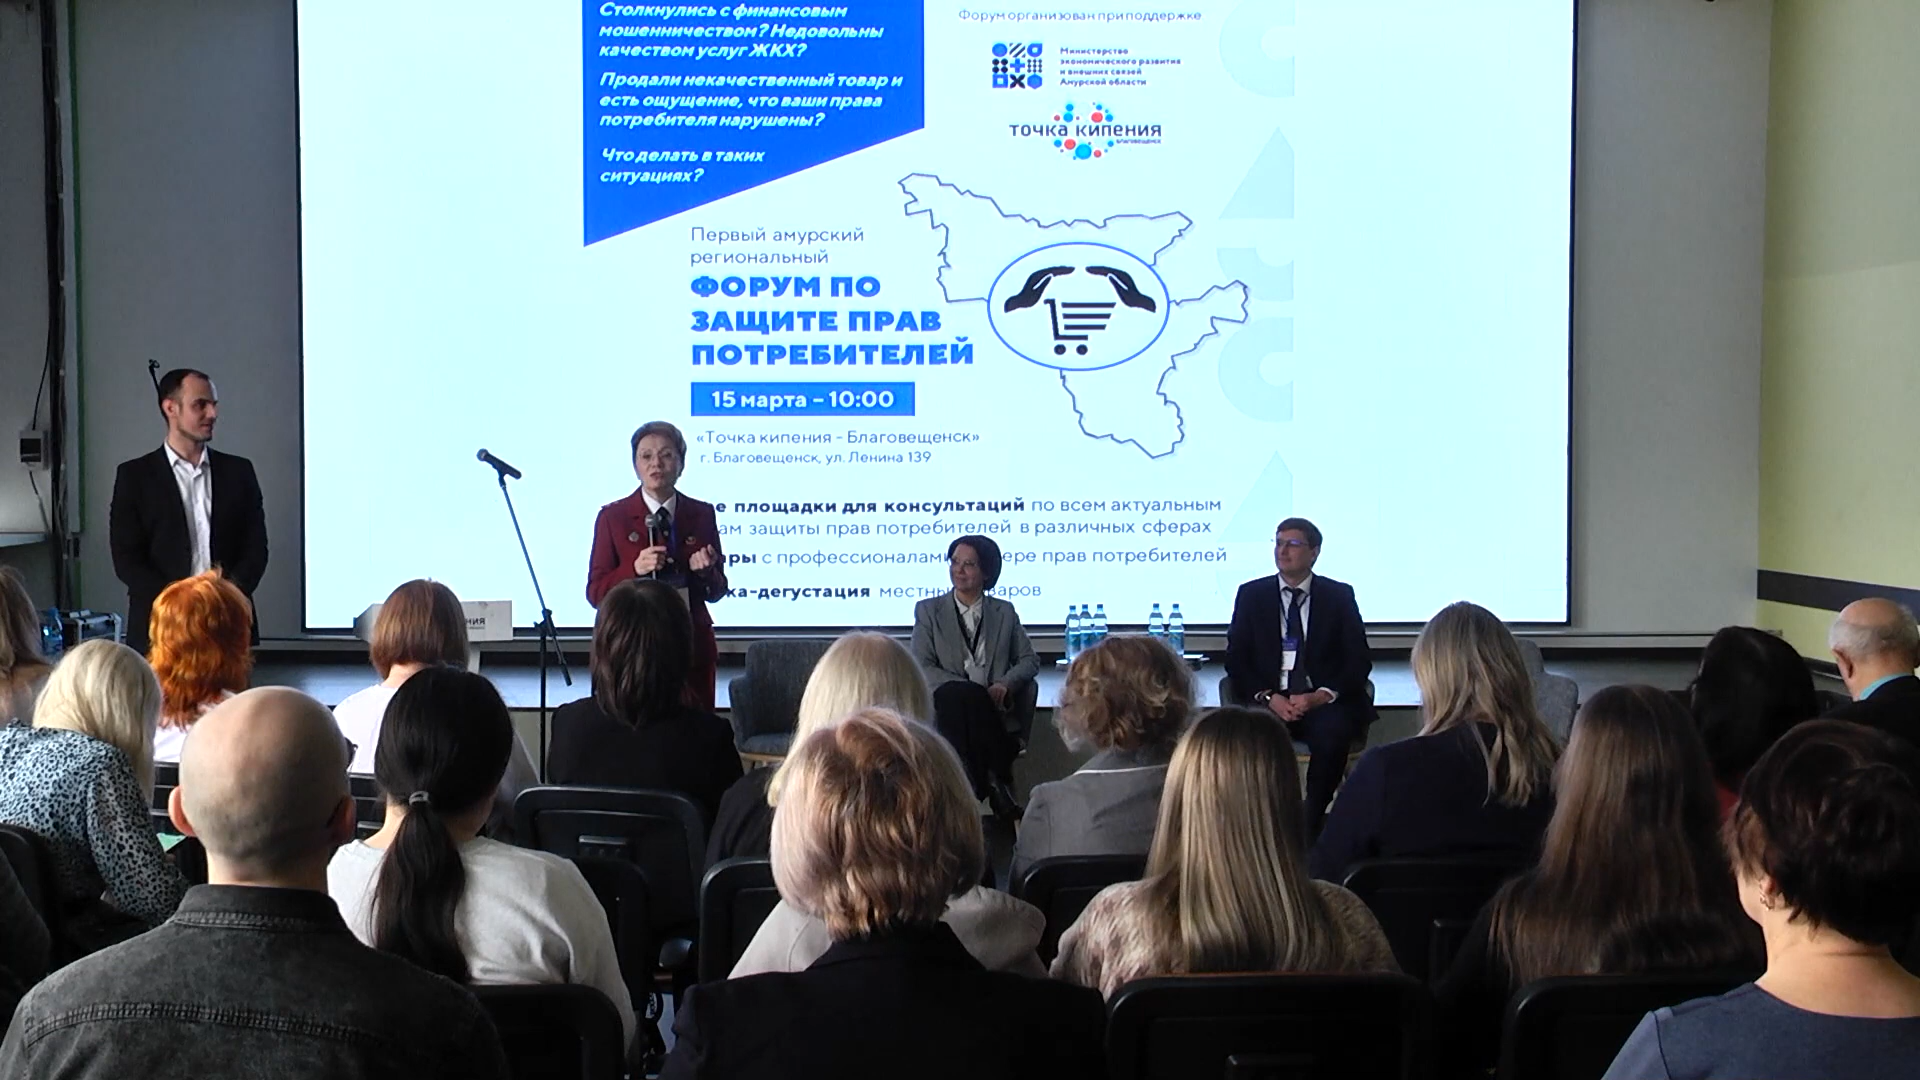 Столкнулись с финансовым
мошенничеством? Недовольны
качеством услуг ЖКХ?
Продали некачественный товар и
есть ощущение, что ваши права
потребителя нарушены?
Что делать в таких
ситуациях?
Форум организован при поддержке
Министерство
экономического развития
и внешних связей
Амурской области
точка кипения
БЛАГОВЕЩЕНСК
Первый амурский
региональный
ФОРУМ ПО
ЗАЩИТЕ ПРАВ
ПОТРЕБИТЕЛЕЙ
15 марта – 10:00
«Точка кипения - Благовещенск»
г. Благовещенск, ул. Ленина 139
площадки для консультаций по всем актуальным
защиты прав потребителей в различных сферах
с профессионалами прав потребителей